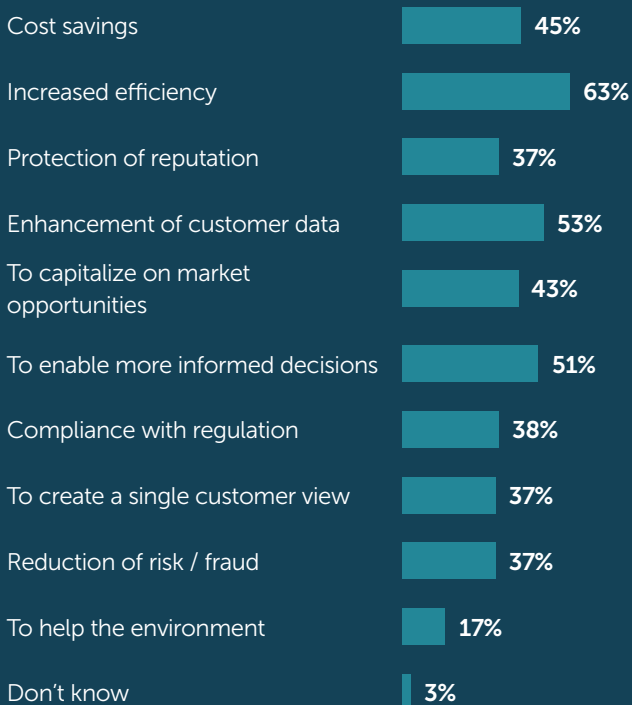 Cost savings 45%
Increased efficiency 63%
Protection of reputation 37%
Enhancement of customer data 53%
To capitalize on market
opportunities 43%
To enable more informed decisions 51%
Compliance with regulation 38%
To create a single customer view 37%
Reduction of risk / fraud 37%
To help the environment 17%
Don’t know 3%